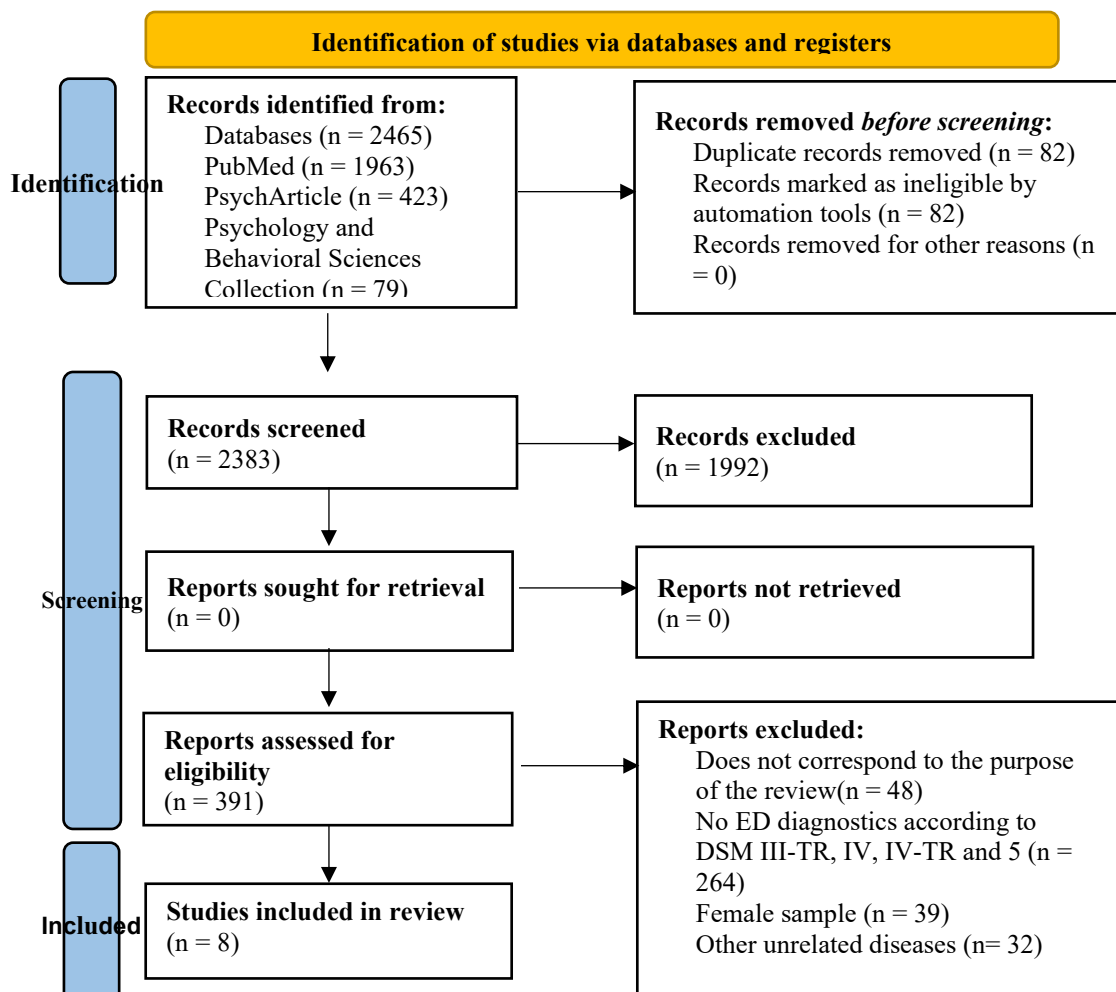 Identification of studies via databases and registers
Identification
Records identified from:
Databases (n = 2465)
PubMed (n = 1963)
PsychArticle (n = 423)
Psychology and
Behavioral Sciences
Collection (n = 79)
Records removed before screening:
Duplicate records removed (n = 82)
Records marked as ineligible by
automation tools (n = 82)
Records removed for other reasons (n
= 0)
Screening
Records screened
(n = 2383)
Records excluded
(n = 1992)
Reports sought for retrieval
(n = 0)
Reports not retrieved
(n = 0)
Reports assessed for
eligibility
(n = 391)
Reports excluded:
Does not correspond to the purpose
of the review(n = 48)
No ED diagnostics according to
DSM III-TR, IV, IV-TR and 5 (n =
264)
Female sample (n = 39)
Other unrelated diseases (n= 32)
Included
Studies included in review
(n = 8)